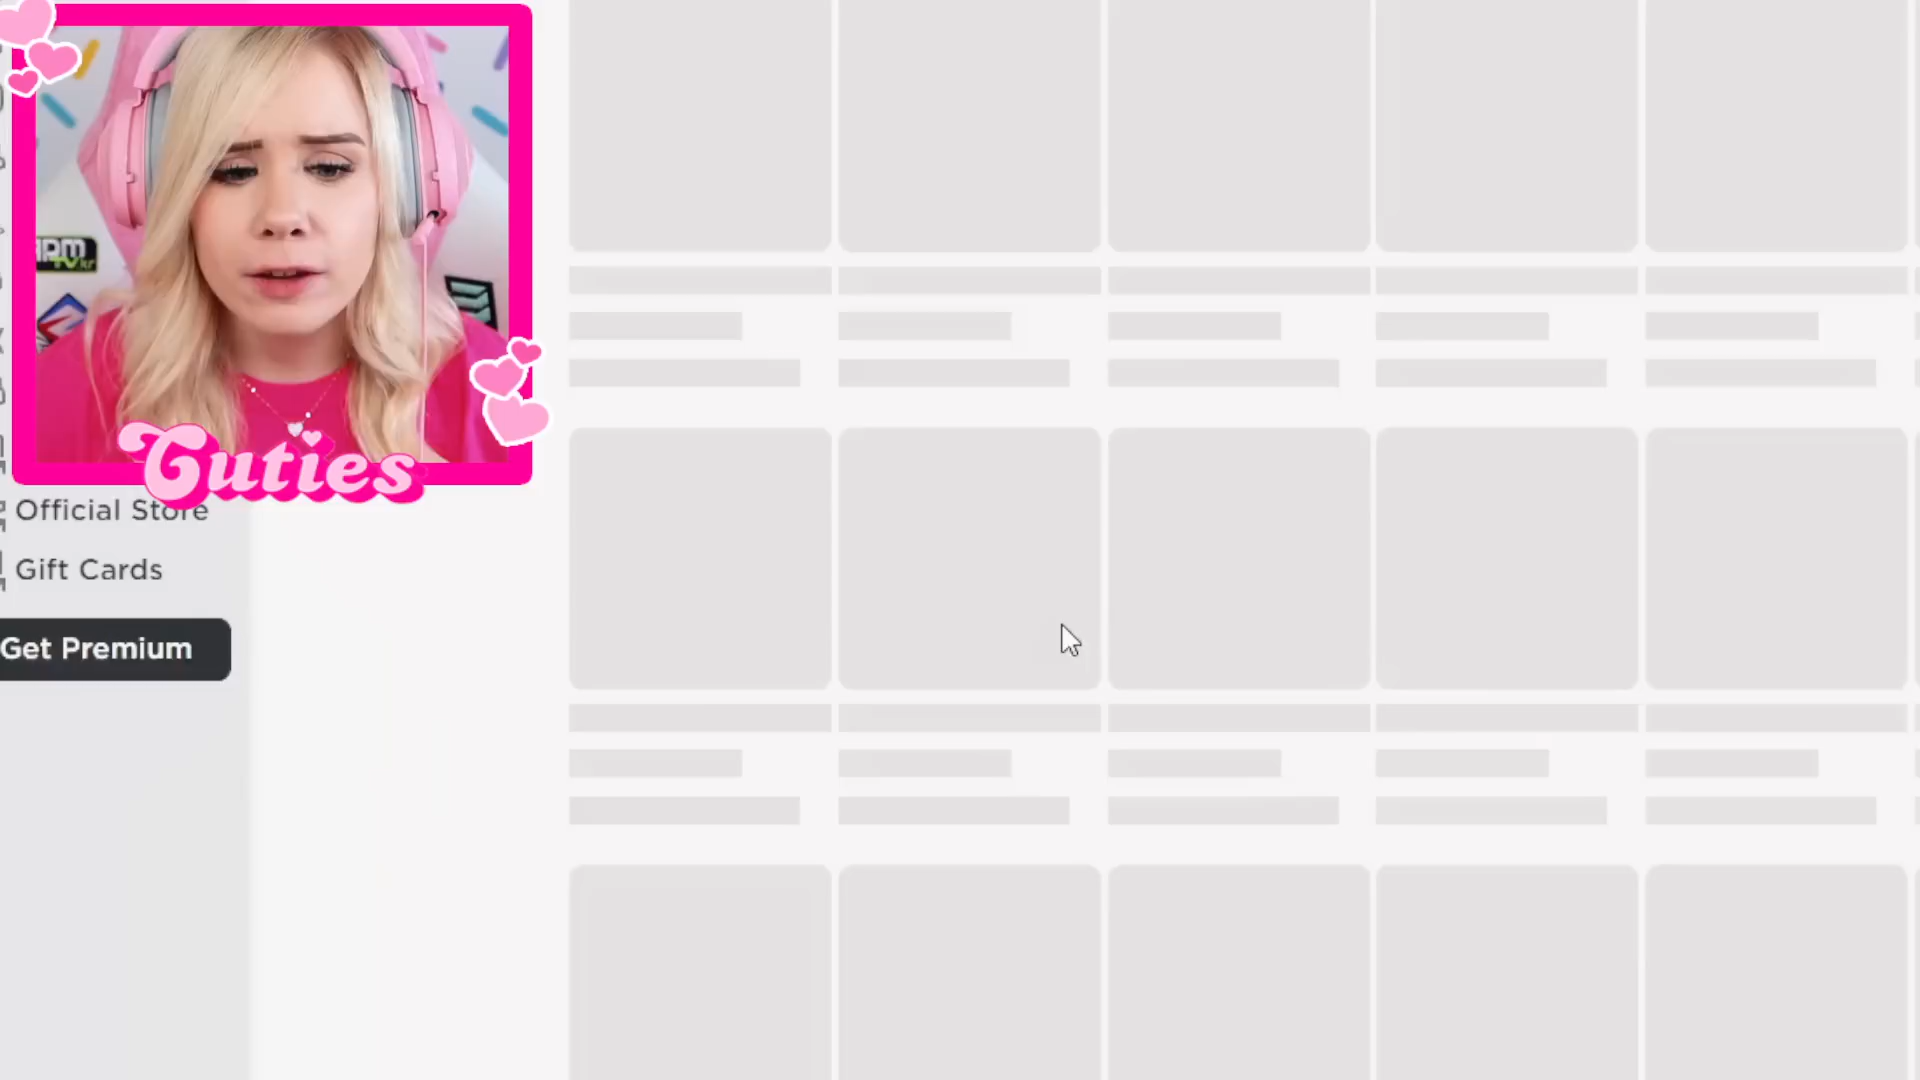 Cuties
Official Store
Gift Cards
Get Premium